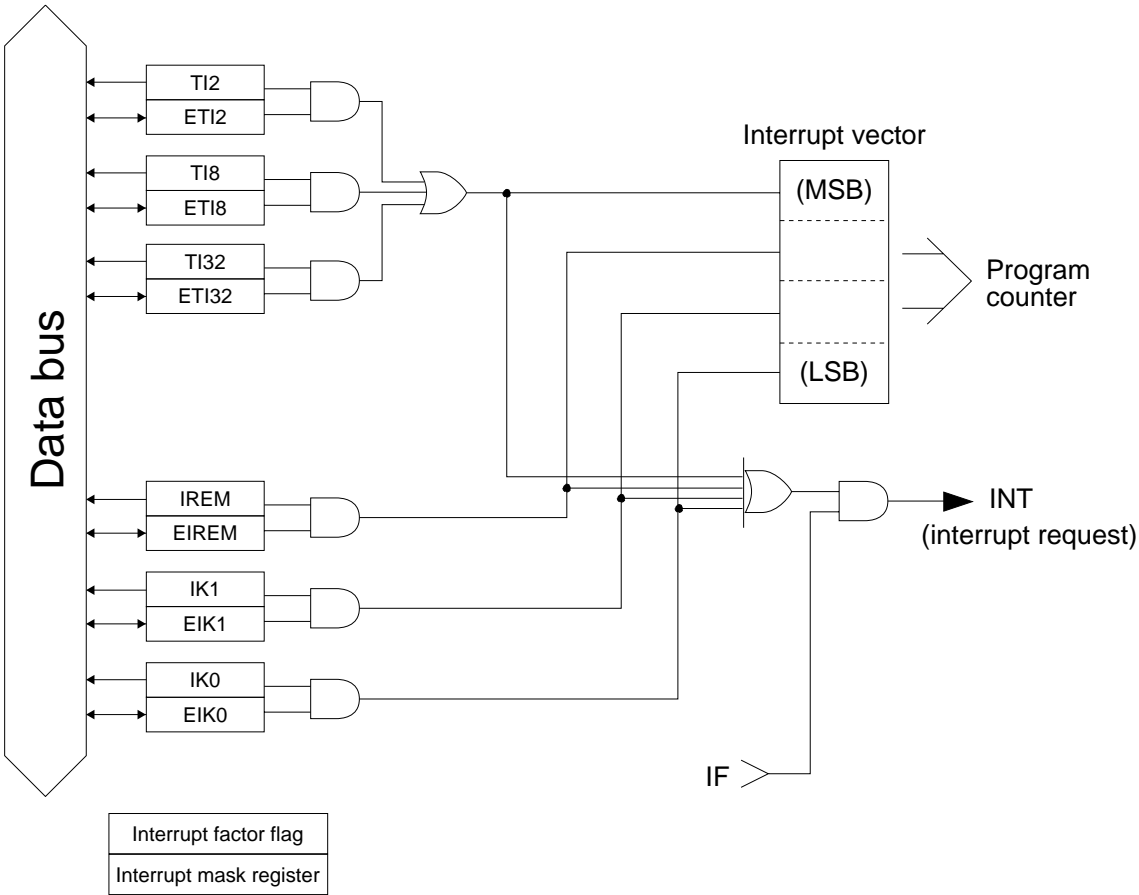 TI2
ETI2
TI8
ETI8
TI32
ETI32
Data bus
IREM
EIREM
IK1
EIK1
IK0
EIK0
Interrupt vector
(MSB)
(LSB)
Program
counter
INT
(interrupt request)
IF
Interrupt factor flag
Interrupt mask register